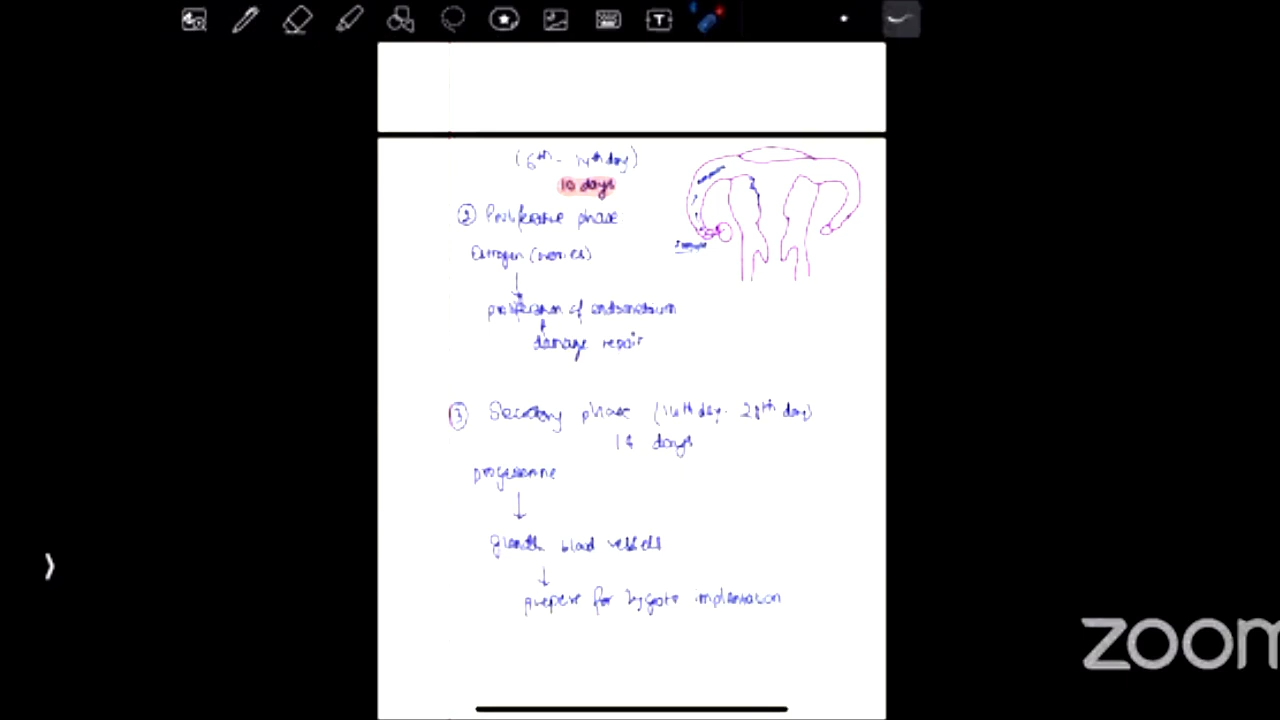 (6th - 14th day)
10 days
② Proliferative phase
Estrogen (ovaries)
↓
proliferation of endometrium
damage repair
③ Secretory phase (14th day - 28th day)
14 days
progesterone
↓
blood vessels
↓
prepare for zygote implantation
zoom